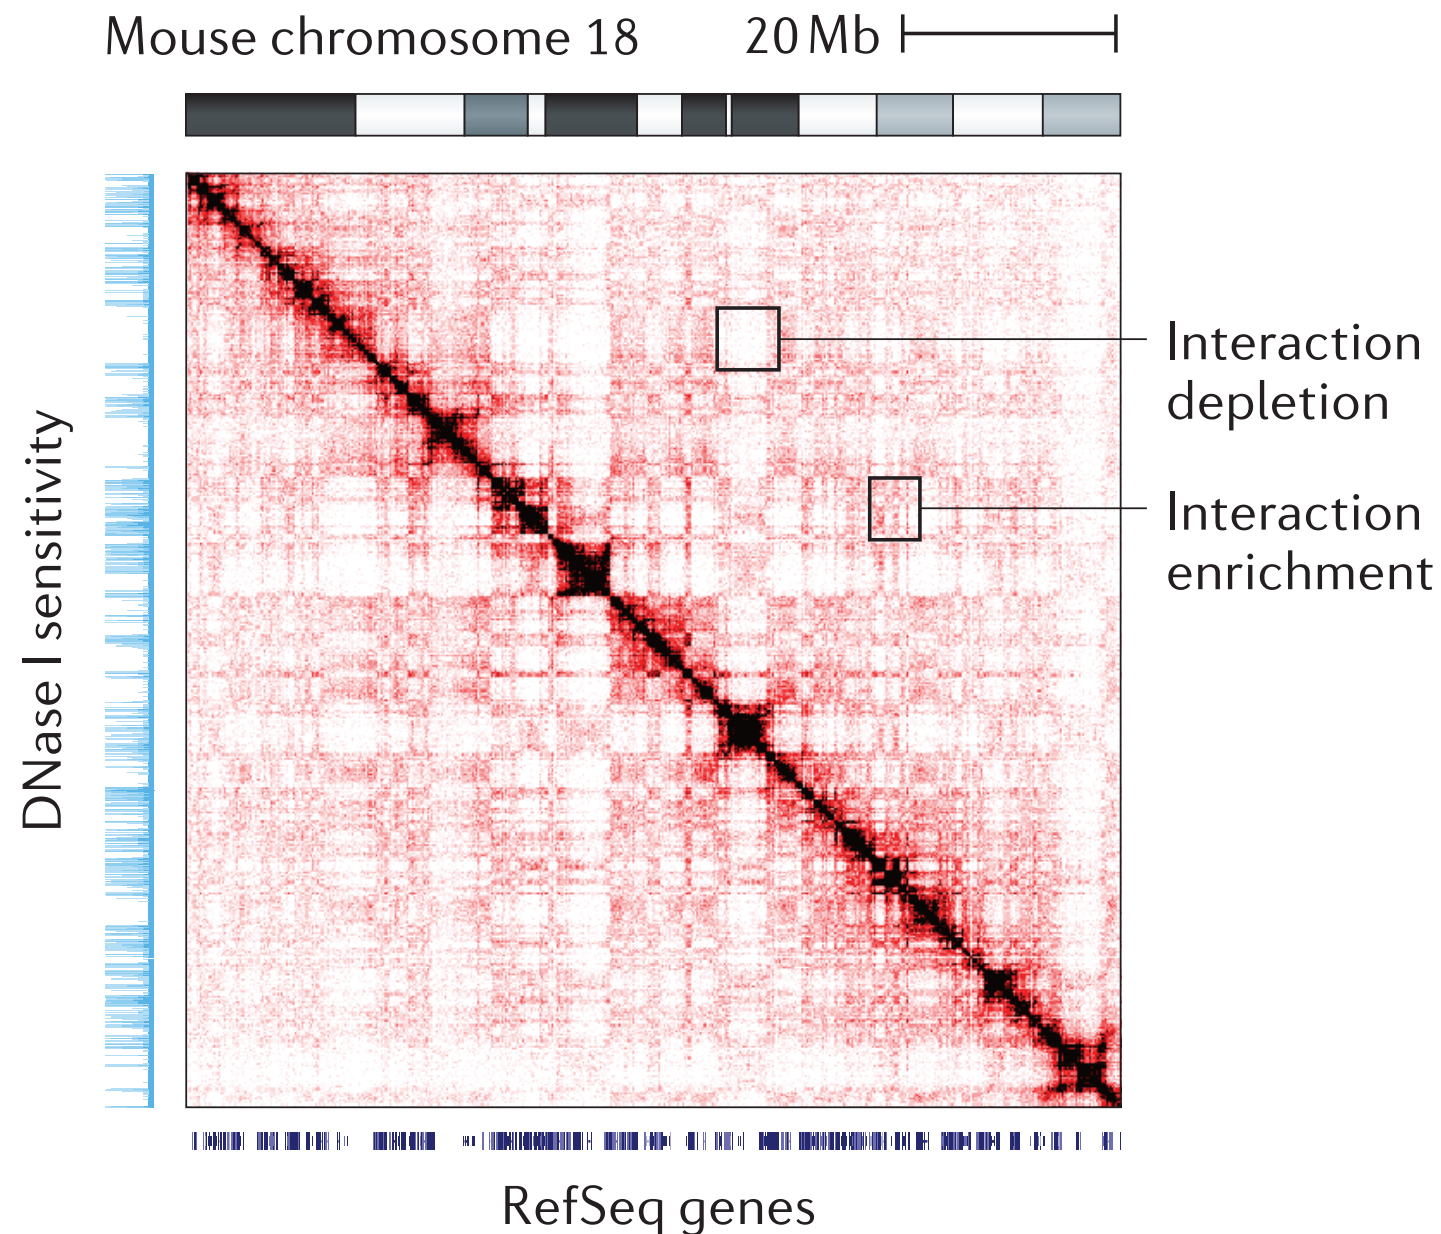 Mouse chromosome 18
20 Mb
Interaction
depletion
Interaction
enrichment
DNase I sensitivity
RefSeq genes